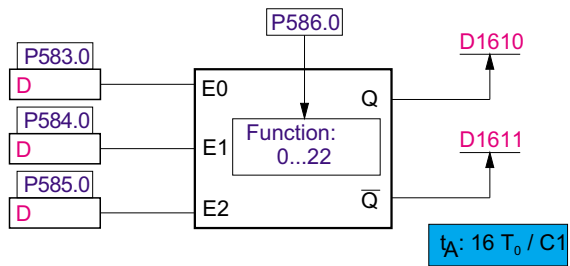 P586.0
P583.0
D
P584.0
D
P585.0
D
E0
E1
E2
Function:
0...22
Q
Q̅
D1610
D1611
tA: 16 T0 / C1